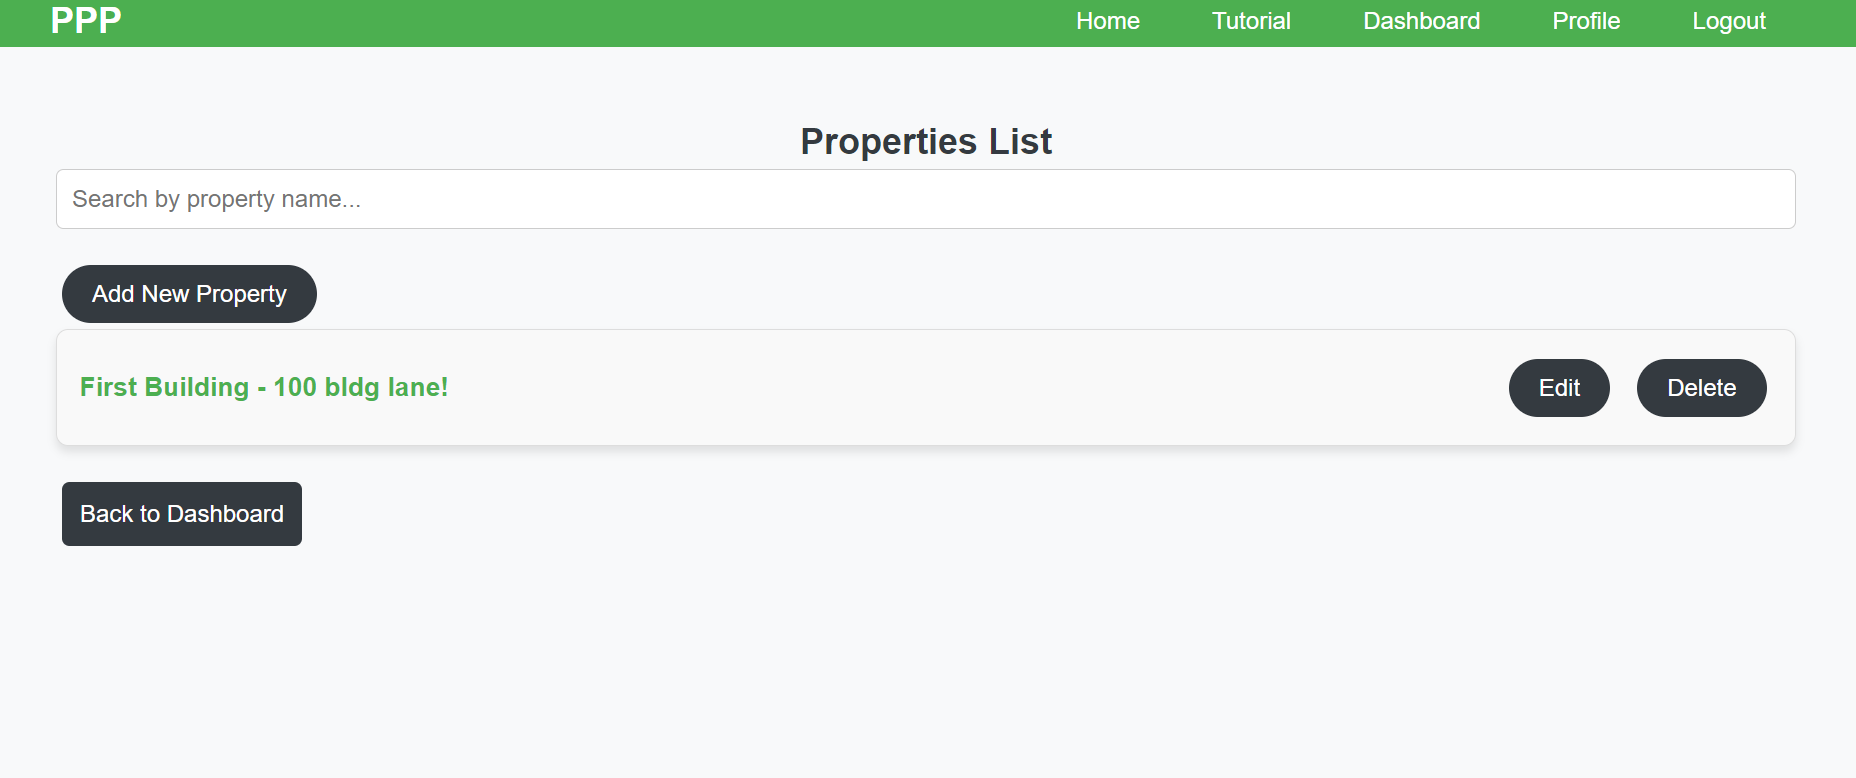 PPP Home Tutorial Dashboard Profile Logout
Properties List
Search by property name...
Add New Property
First Building - 100 bldg lane! Edit Delete
Back to Dashboard